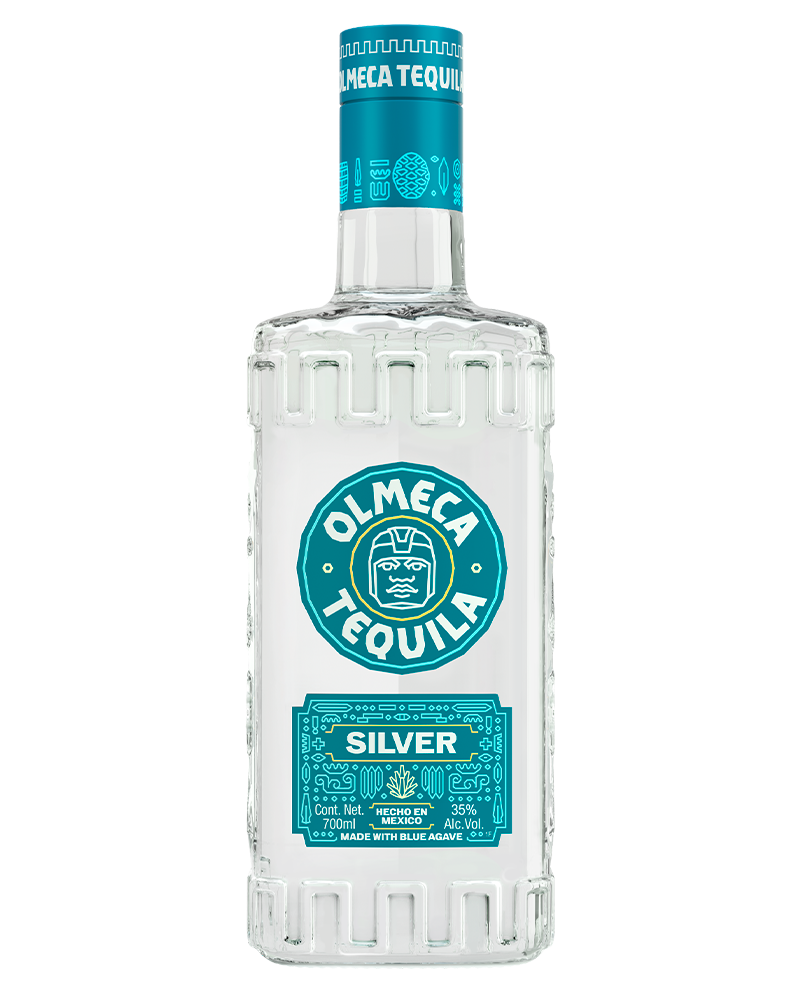 OLMECA TEQUILA
OLMECA
TEQUILA
SILVER
Cont. Net.
700ml
HECHO EN
MEXICO
35%
Alc.Vol.
MADE WITH BLUE AGAVE